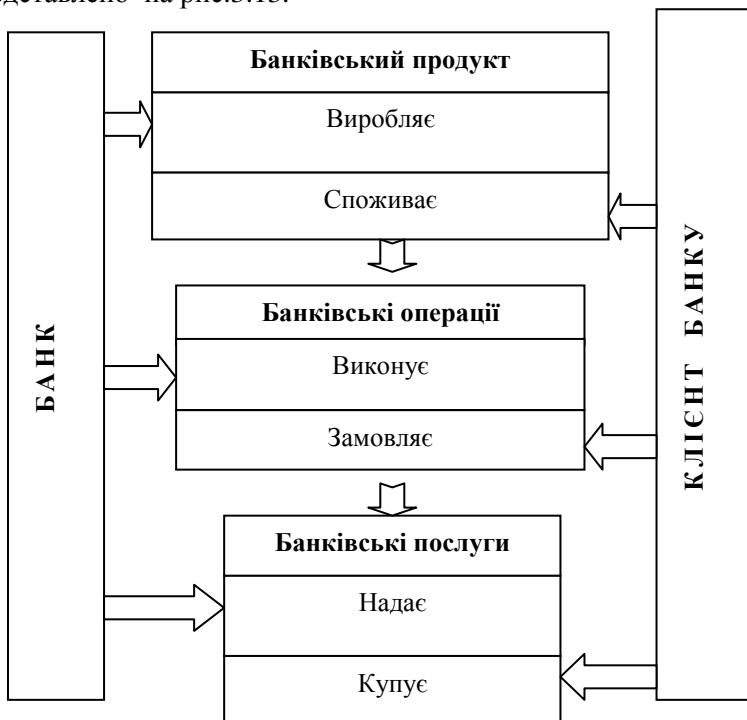 на рис.3.13.
Банківський продукт
Виробляє
Споживає
Банківські операції
Виконує
Замовляє
Банківські послуги
Надає
Купує
БАНК
КЛІЄНТ БАНКУ